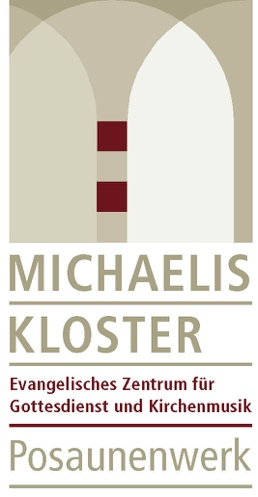 MICHAELIS
KLOSTER
Evangelisches Zentrum für
Gottesdienst und Kirchenmusik
Posaunenwerk